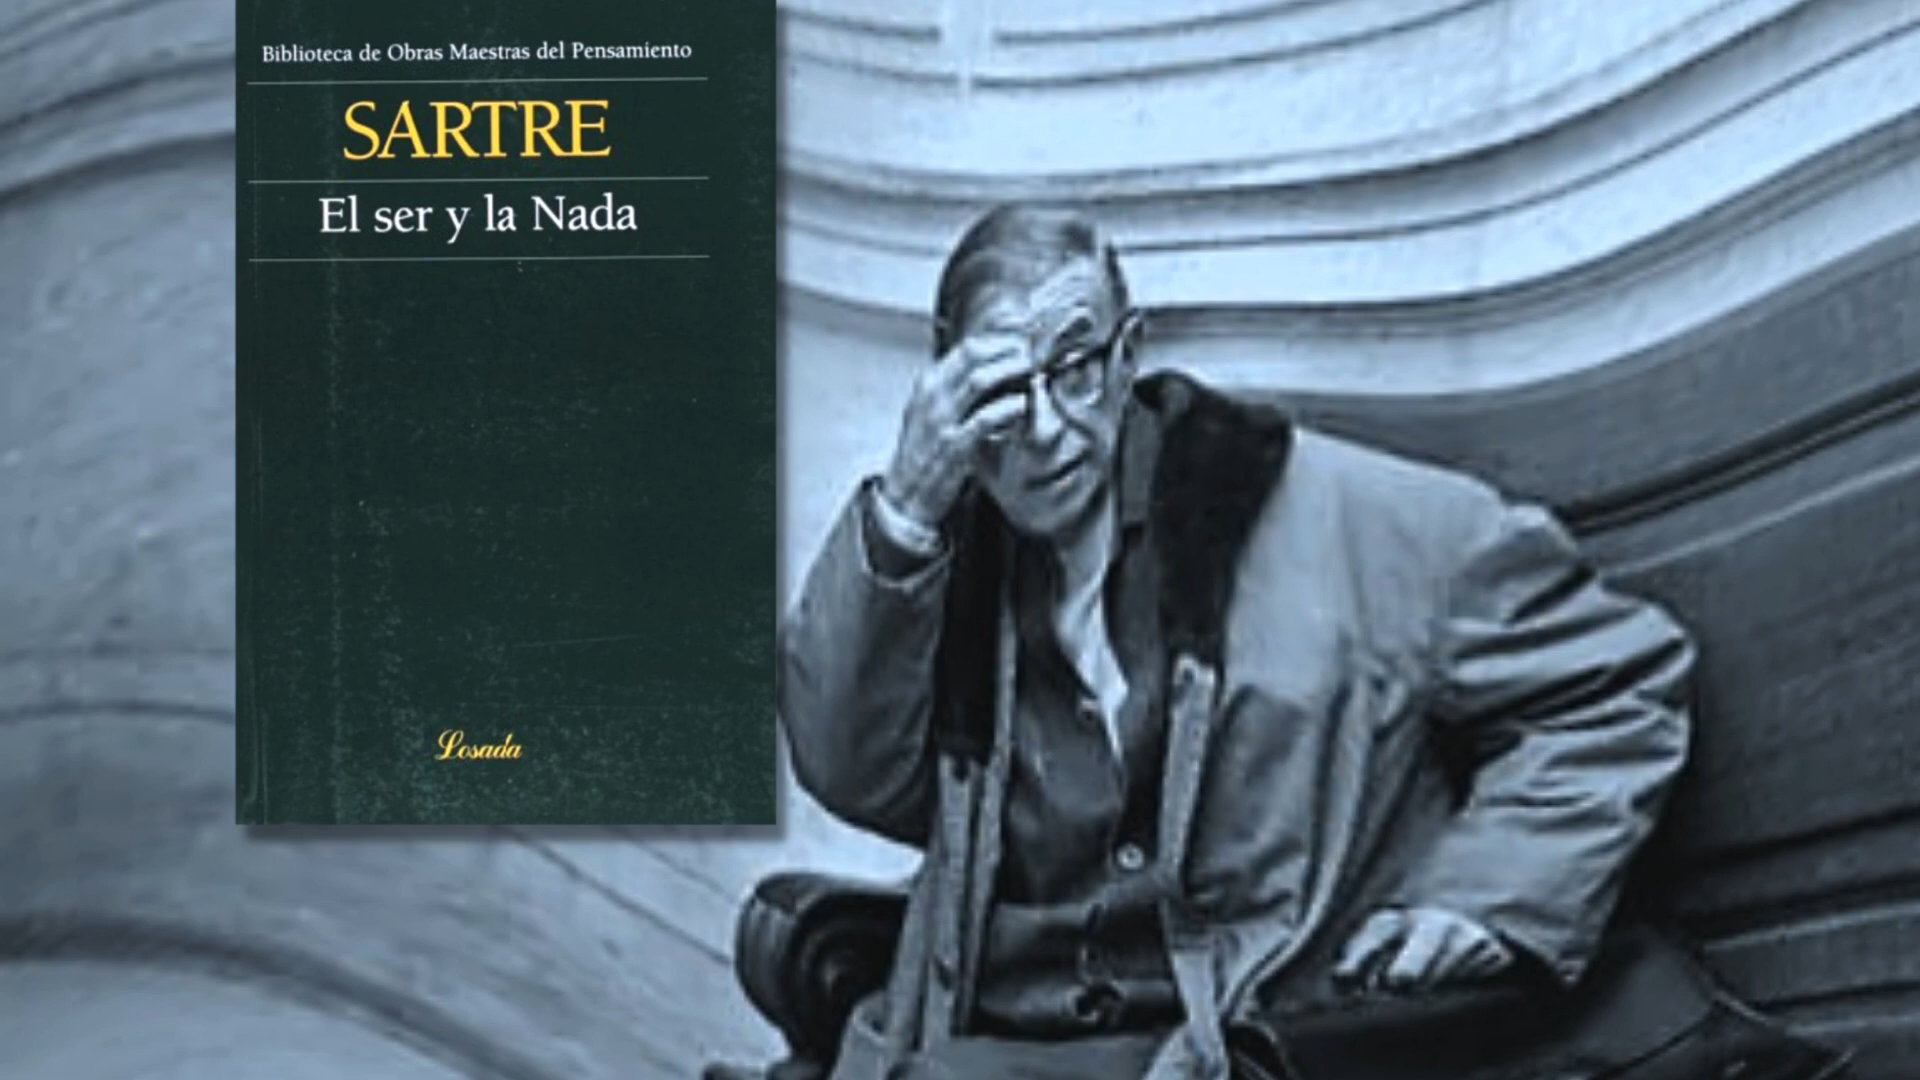 Biblioteca de Obras Maestras del Pensamiento
SARTRE
El ser y la Nada
Losada